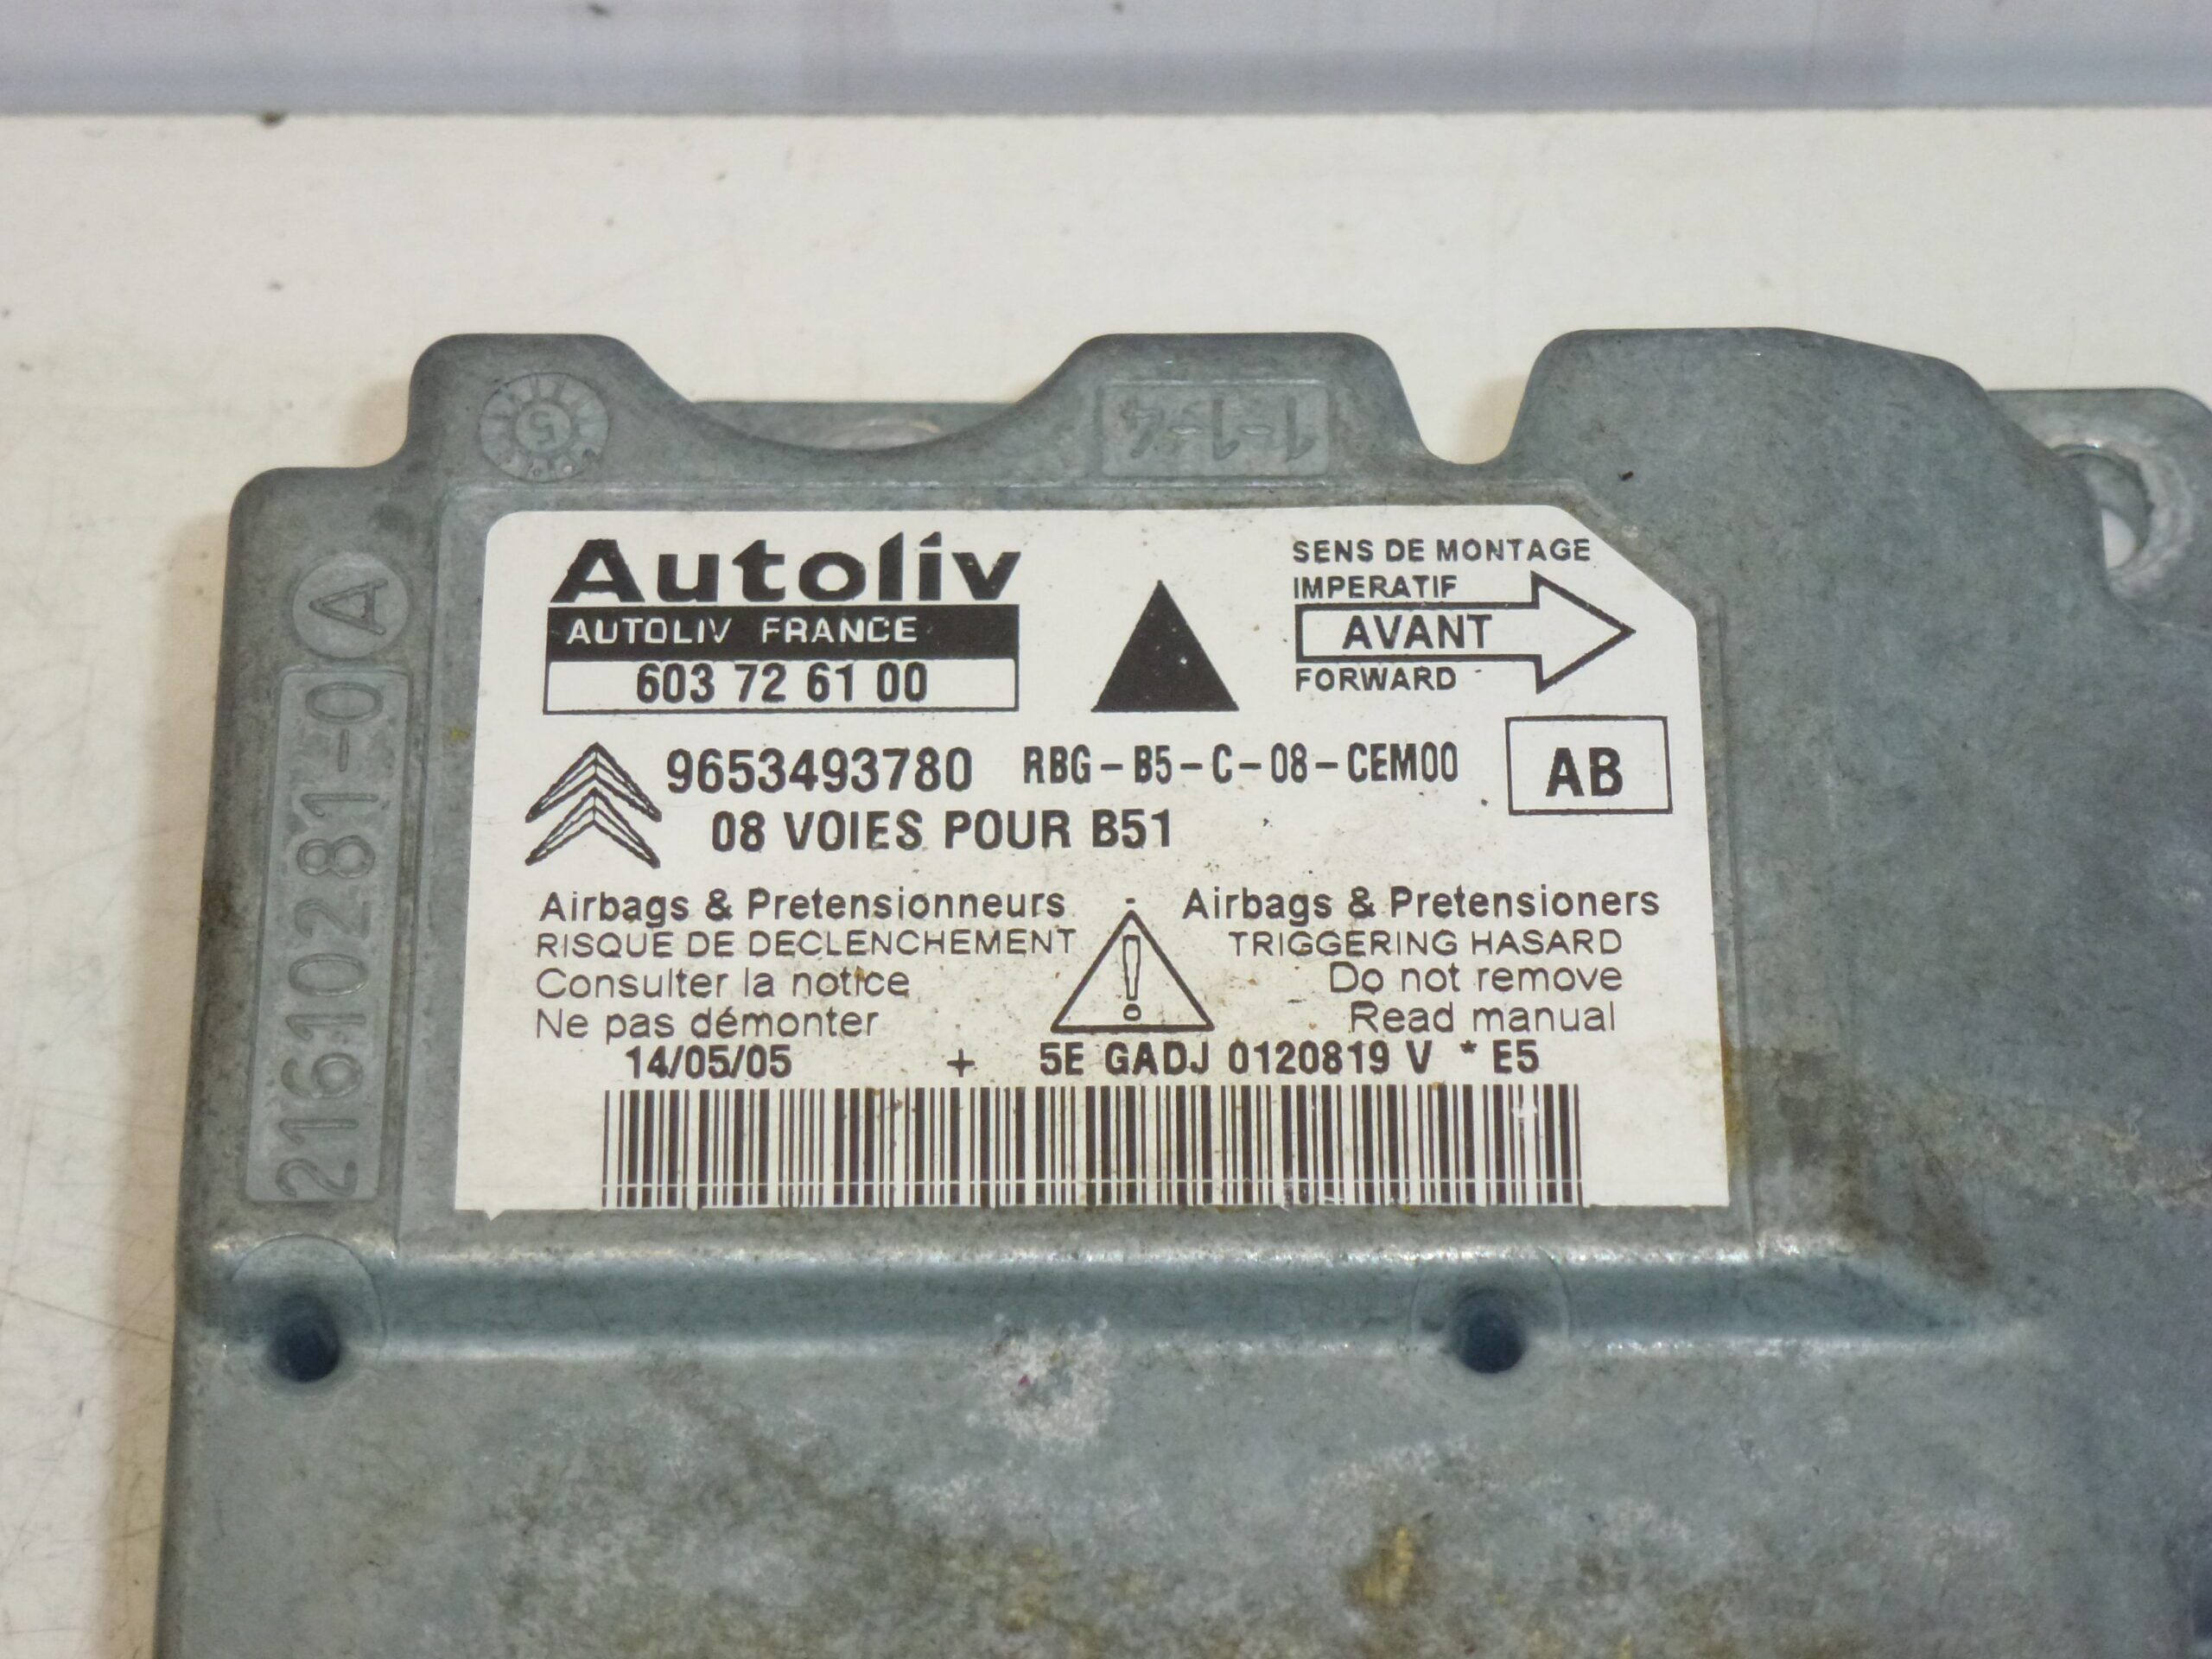 5
1-1-4
A
2161028 1-0
Autoliv
AUTOLIV FRANCE
603 72 61 00
SENS DE MONTAGE
IMPERATIF
AVANT
FORWARD
9653493780 RBG-B5-C-08-CEM00 AB
08 VOIES POUR B51
Airbags & Pretensionneurs
RISQUE DE DECLENCHEMENT
Consulter la notice
Ne pas démonter
!
Airbags & Pretensioners
TRIGGERING HASARD
Do not remove
Read manual
14/05/05 + 5E GADJ 0120819 V * E5